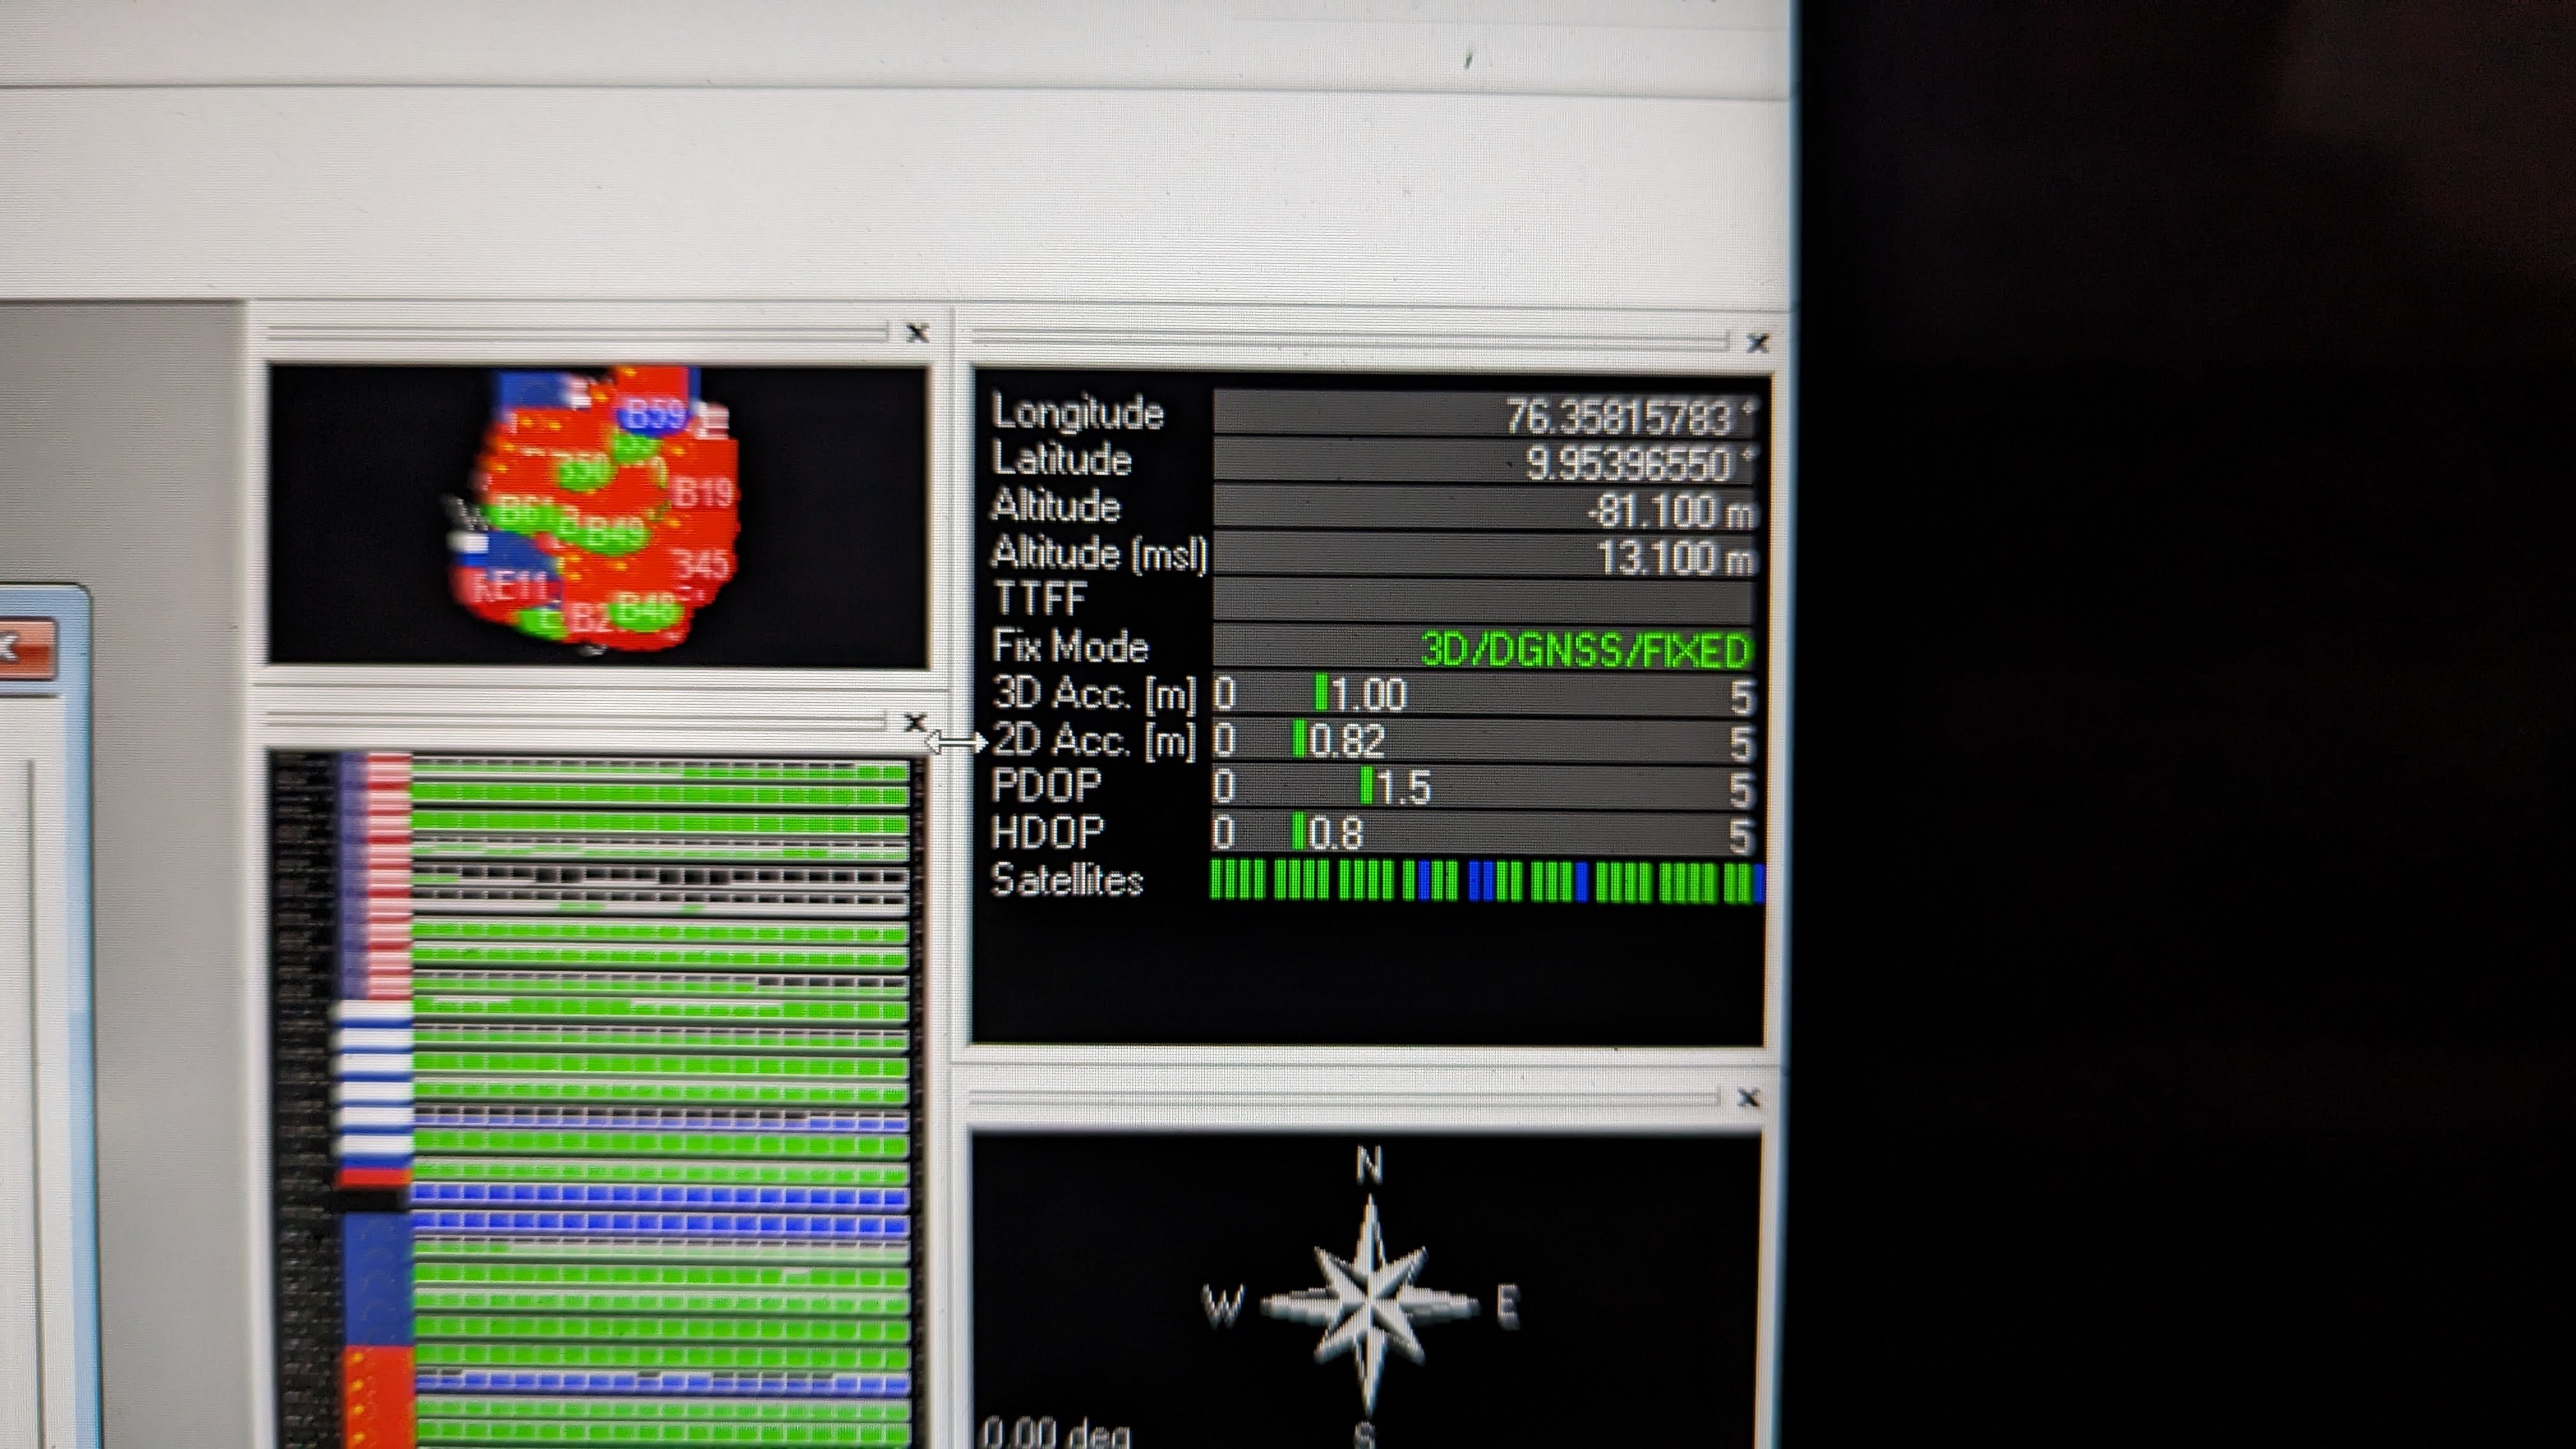 B59
B19
B61
B49
345
B2
B48
Longitude 76.35815783 °
Latitude 9.95396550 °
Altitude -81.100 m
Altitude (msl) 13.100 m
TTFF
Fix Mode 3D/DGNSS/FIXED
3D Acc. [m] 0 1.00 5
2D Acc. [m] 0 0.82 5
PDOP 0 1.5 5
HDOP 0 0.8 5
Satellites
N
W E
S
0.00 deg